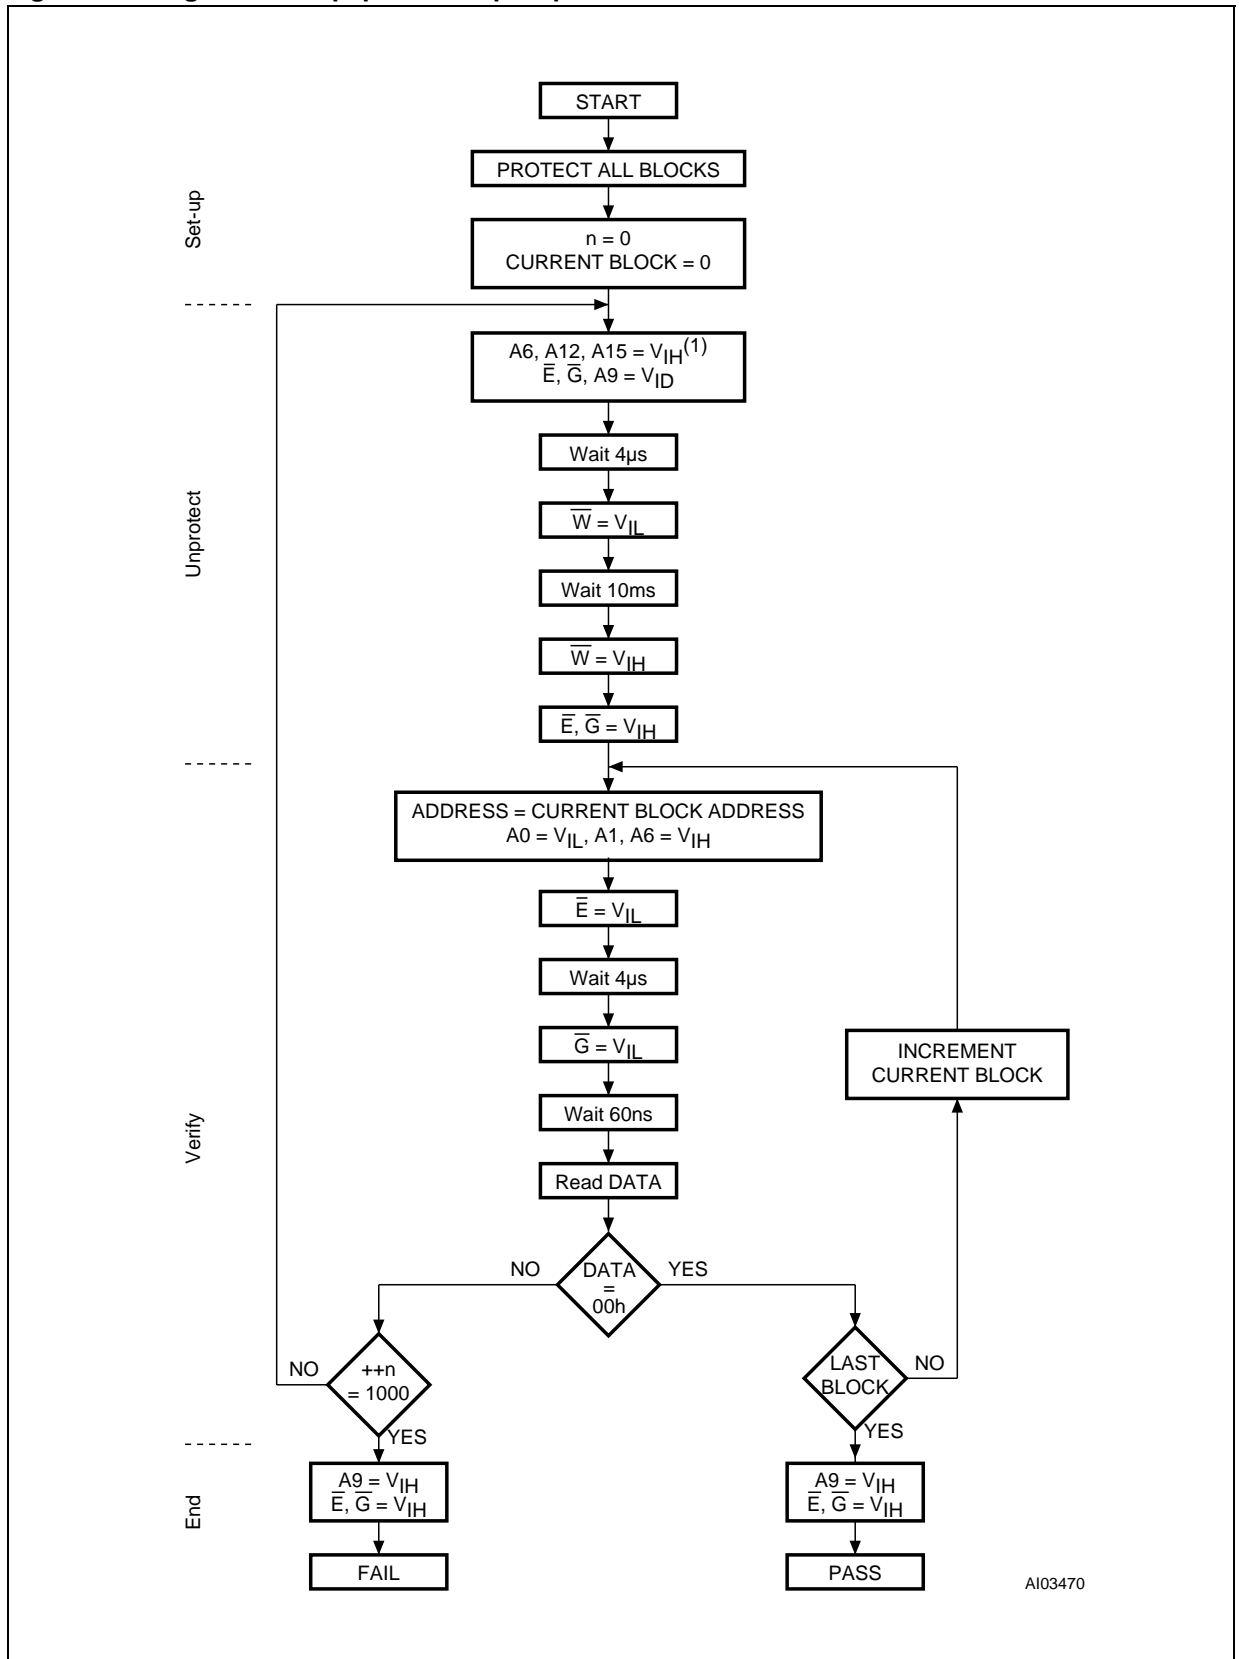 START
PROTECT ALL BLOCKS
Set-up
n = 0
CURRENT BLOCK = 0
A6, A12, A15 = VIH(1)
E̅, G̅, A9 = VID
Wait 4µs
W̅ = VIL
Unprotect
Wait 10ms
W̅ = VIH
E̅, G̅ = VIH
ADDRESS = CURRENT BLOCK ADDRESS
A0 = VIL, A1, A6 = VIH
E̅ = VIL
Wait 4µs
G̅ = VIL
INCREMENT
CURRENT BLOCK
Wait 60ns
Verify
Read DATA
NO
DATA
=
00h
YES
NO
++n
= 1000
LAST
BLOCK
NO
YES
YES
End
A9 = VIH
E̅, G̅ = VIH
A9 = VIH
E̅, G̅ = VIH
FAIL
PASS
AI03470